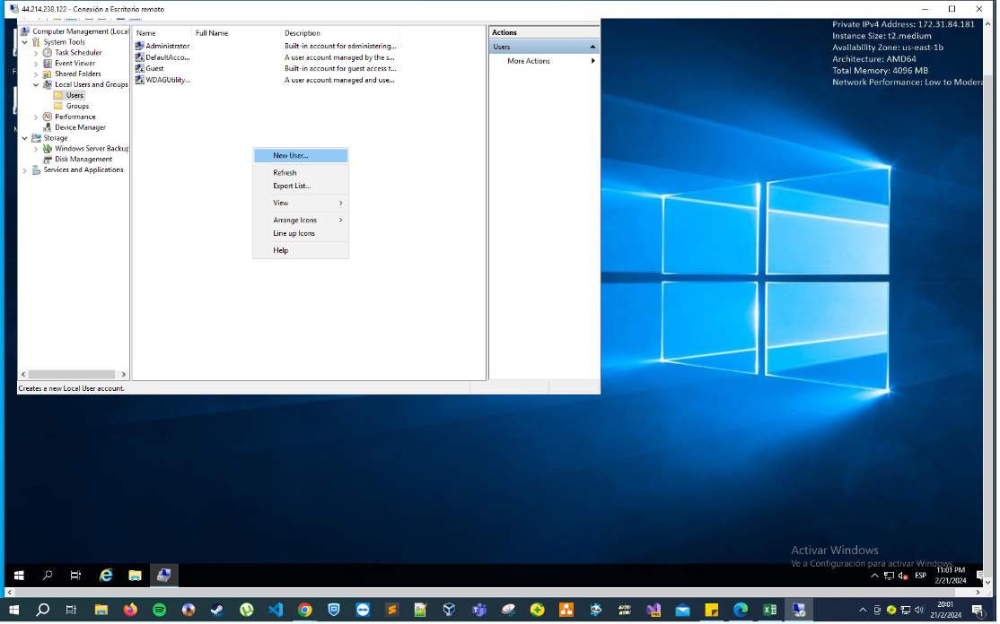 44.214.238.122 - Conexión a Escritorio remoto
Private IPv4 Address: 172.31.84.181
Instance Size: t2.medium
Availability Zone: us-east-1b
Architecture: AMD64
Total Memory: 4096 MB
Network Performance: Low to Modera
Computer Management (Local
System Tools
Task Scheduler
Event Viewer
Shared Folders
Local Users and Groups
Users
Groups
Performance
Device Manager
Storage
Windows Server Backup
Disk Management
Services and Applications
Name Full Name Description
Administrator Built-in account for administering...
DefaultAcco... A user account managed by the s...
Guest Built-in account for guest access t...
WDAGUtility... A user account managed and use...
New User...
Refresh
Export List...
View
Arrange Icons
Line up Icons
Help
Actions
Users
More Actions
Creates a new Local User account.
Activar Windows
Ve a Configuración para activar Windows.
ESP
11:01 PM
2/21/2024
20:01
21/2/2024
1